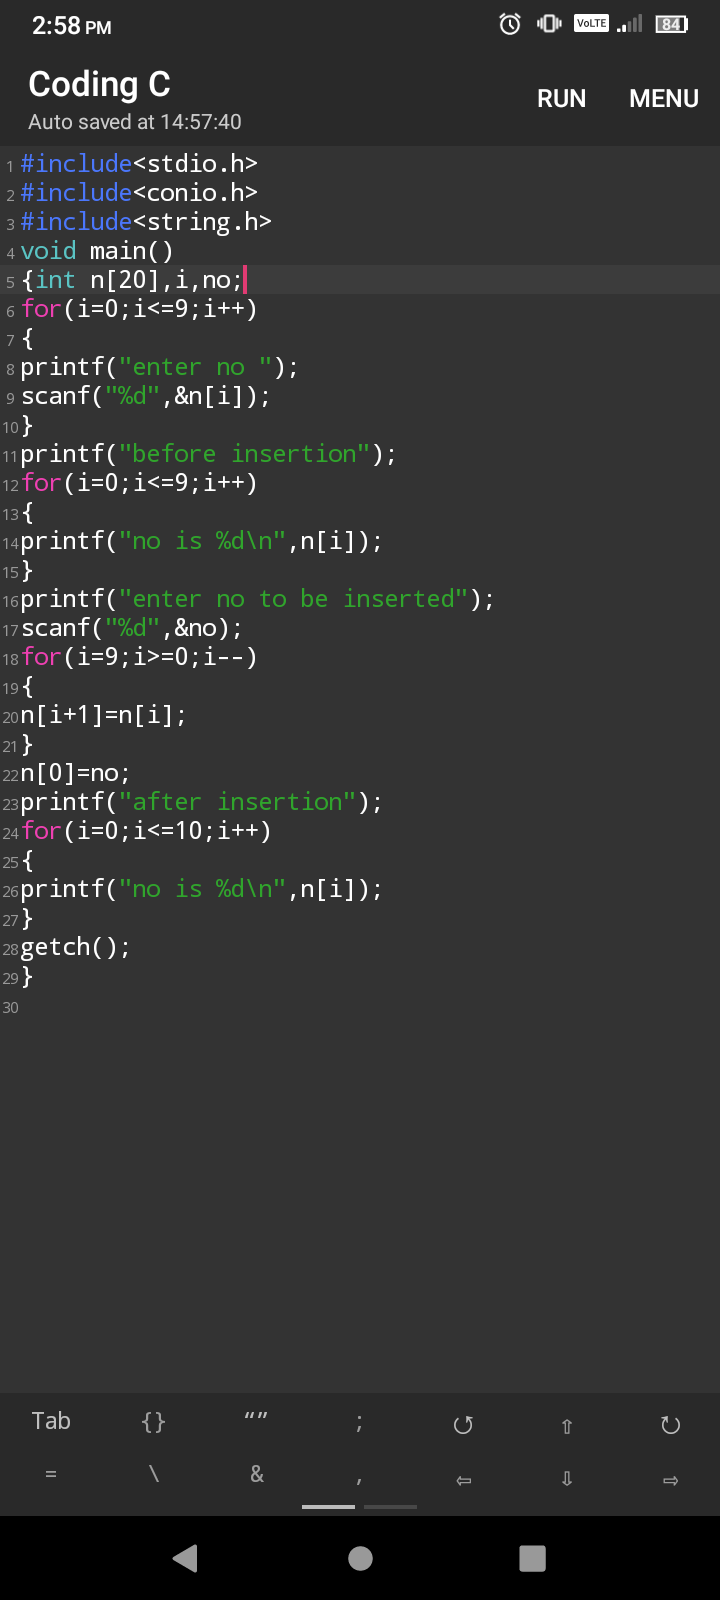 2:58 PM VoLTE 84
Coding C
RUN MENU
Auto saved at 14:57:40
1 #include<stdio.h>
2 #include<conio.h>
3 #include<string.h>
4 void main()
5 {int n[20],i,no;
6 for(i=0;i<=9;i++)
7 {
8 printf("enter no ");
9 scanf("%d",&n[i]);
10 }
11 printf("before insertion");
12 for(i=0;i<=9;i++)
13 {
14 printf("no is %d\n",n[i]);
15 }
16 printf("enter no to be inserted");
17 scanf("%d",&no);
18 for(i=9;i>=0;i--)
19 {
20 n[i+1]=n[i];
21 }
22 n[0]=no;
23 printf("after insertion");
24 for(i=0;i<=10;i++)
25 {
26 printf("no is %d\n",n[i]);
27 }
28 getch();
29 }
30
Tab {} “” ; ↺ ⇧ ↻
= \ & , ⇦ ⇩ ⇨